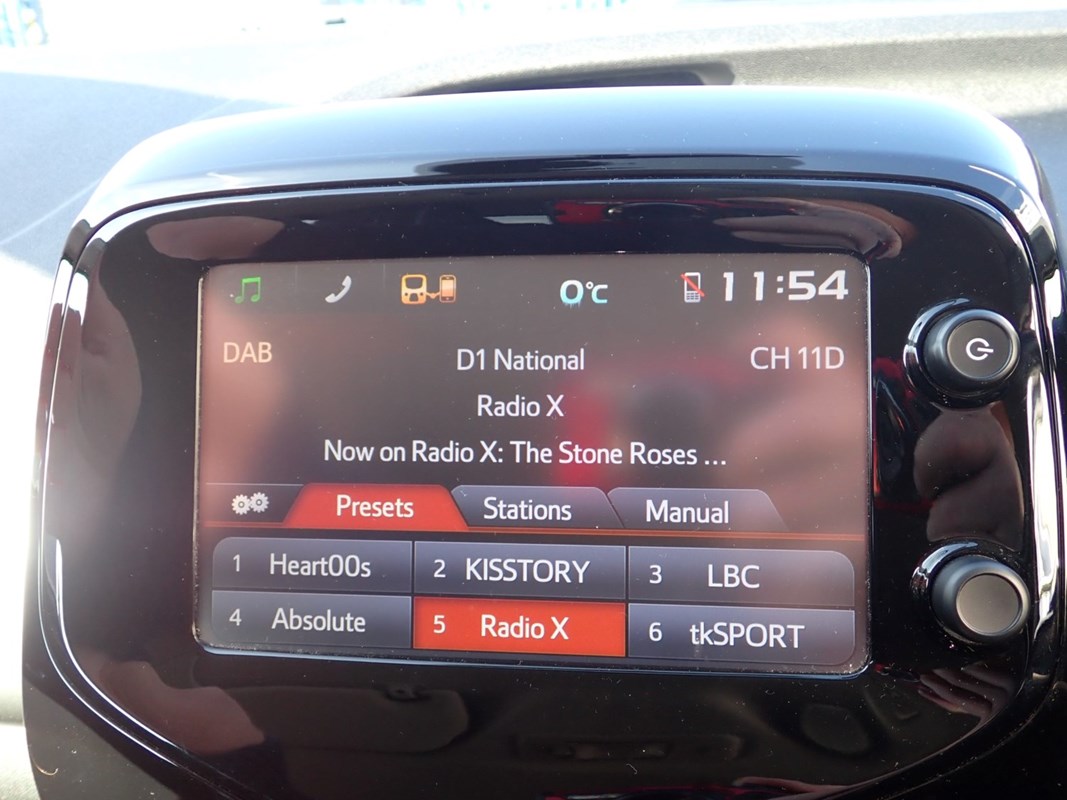 0°C 11:54
DAB D1 National CH 11D
Radio X
Now on Radio X: The Stone Roses ...
Presets Stations Manual
1 Heart00s 2 KISSTORY 3 LBC
4 Absolute 5 Radio X 6 tkSPORT